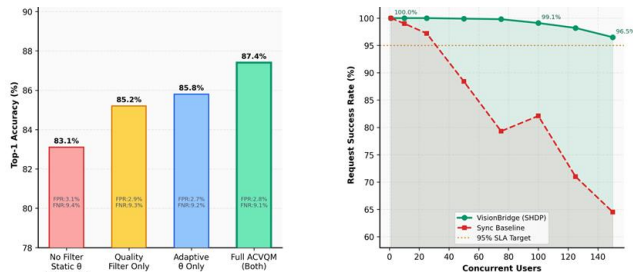 90
88
86
84
82
80
78
Top-1 Accuracy (%)
83.1%
85.2%
85.8%
87.4%
FPR:3.1%
FNR:9.4%
FPR:2.9%
FNR:9.3%
FPR:2.7%
FNR:9.2%
FPR:2.8%
FNR:9.1%
No Filter
Static θ
Quality
Filter Only
Adaptive
θ Only
Full ACVQM
(Both)
100
95
90
85
80
75
70
65
60
Request Success Rate (%)
100.0%
99.1%
96.5%
VisionBridge (SHDP)
Sync Baseline
95% SLA Target
0 20 40 60 80 100 120 140
Concurrent Users